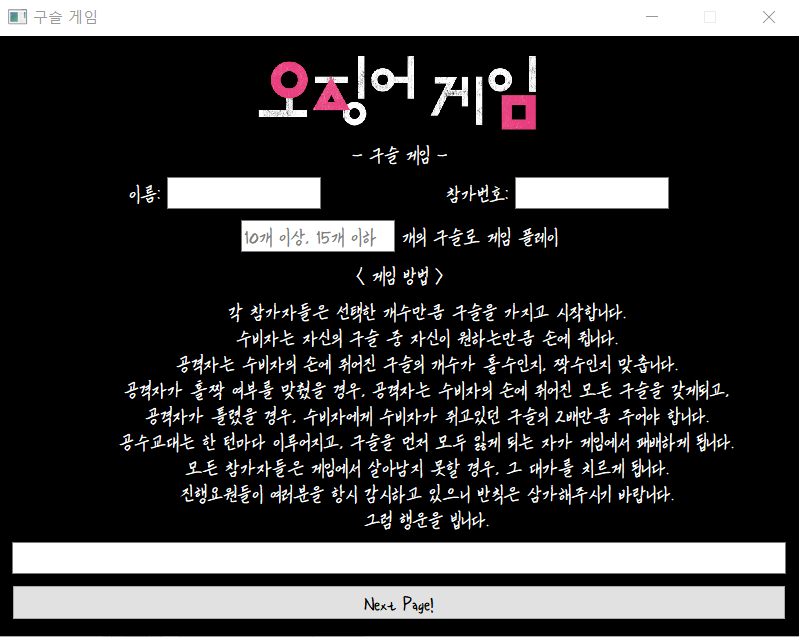 구슬 게임
오징어 게임
- 구슬 게임 -
이름: 참가번호:
10개 이상, 15개 이하 개의 구슬로 게임 플레이
< 게임 방법 >
각 참가자들은 선택한 개수만큼 구슬을 가지고 시작합니다.
수비자는 자신의 구슬 중 자신이 원하는만큼 손에 쥡니다.
공격자는 수비자의 손에 쥐어진 구슬의 개수가 홀수인지, 짝수인지 맞춥니다.
공격자가 홀짝 여부를 맞췄을 경우, 공격자는 수비자의 손에 쥐어진 모든 구슬을 갖게되고,
공격자가 틀렸을 경우, 수비자에게 수비자가 쥐고있던 구슬의 2배만큼 주어야 합니다.
공수교대는 한 턴마다 이루어지고, 구슬을 먼저 모두 잃게 되는 자가 게임에서 패배하게 됩니다.
모든 참가자들은 게임에서 살아남지 못할 경우, 그 대가를 치르게 됩니다.
진행요원들이 여러분을 항시 감시하고 있으니 반칙은 삼가해주시기 바랍니다.
그럼 행운을 빕니다.
Next Page!